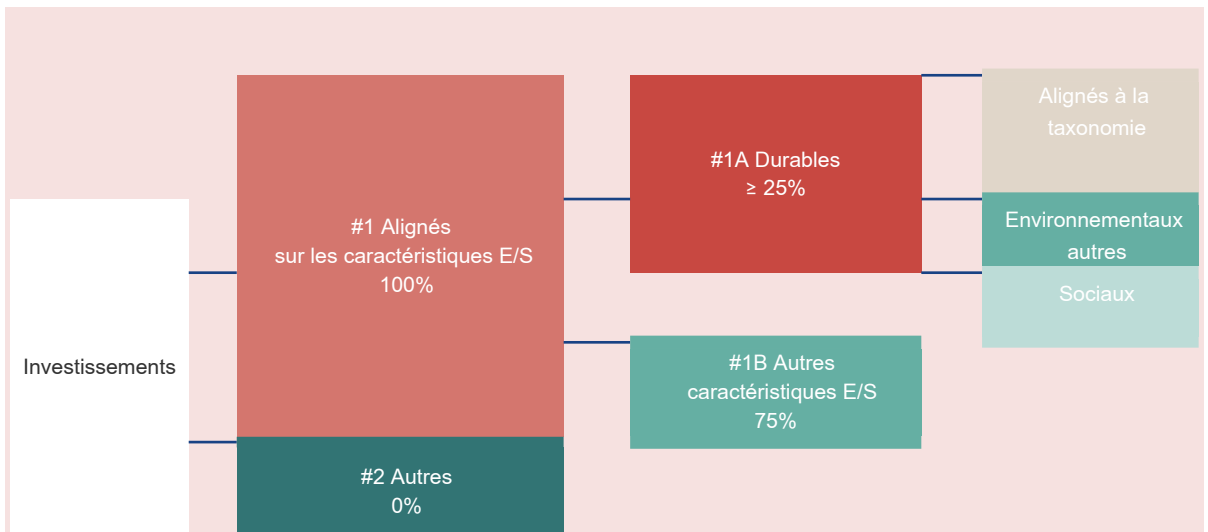 Investissements
#1 Alignés
sur les caractéristiques E/S
100%
#2 Autres
0%
#1A Durables
≥ 25%
#1B Autres
caractéristiques E/S
75%
Alignés à la
taxonomie
Environnementaux
autres
Sociaux